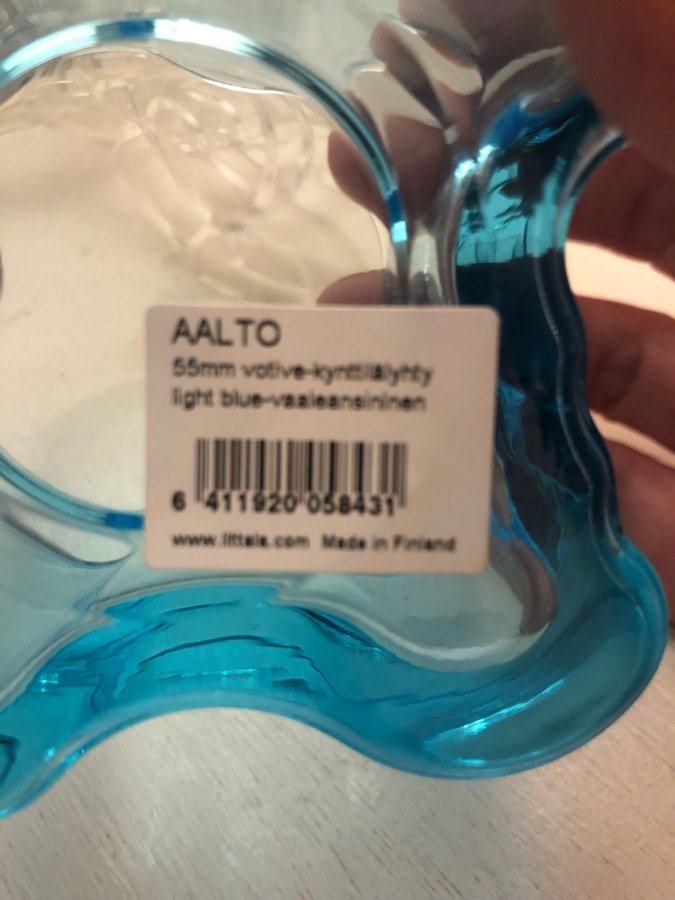 AALTO
55mm votive-kynttilälyhty
light blue-vaaleansininen
6 411920 058431
www.iittala.com Made in Finland